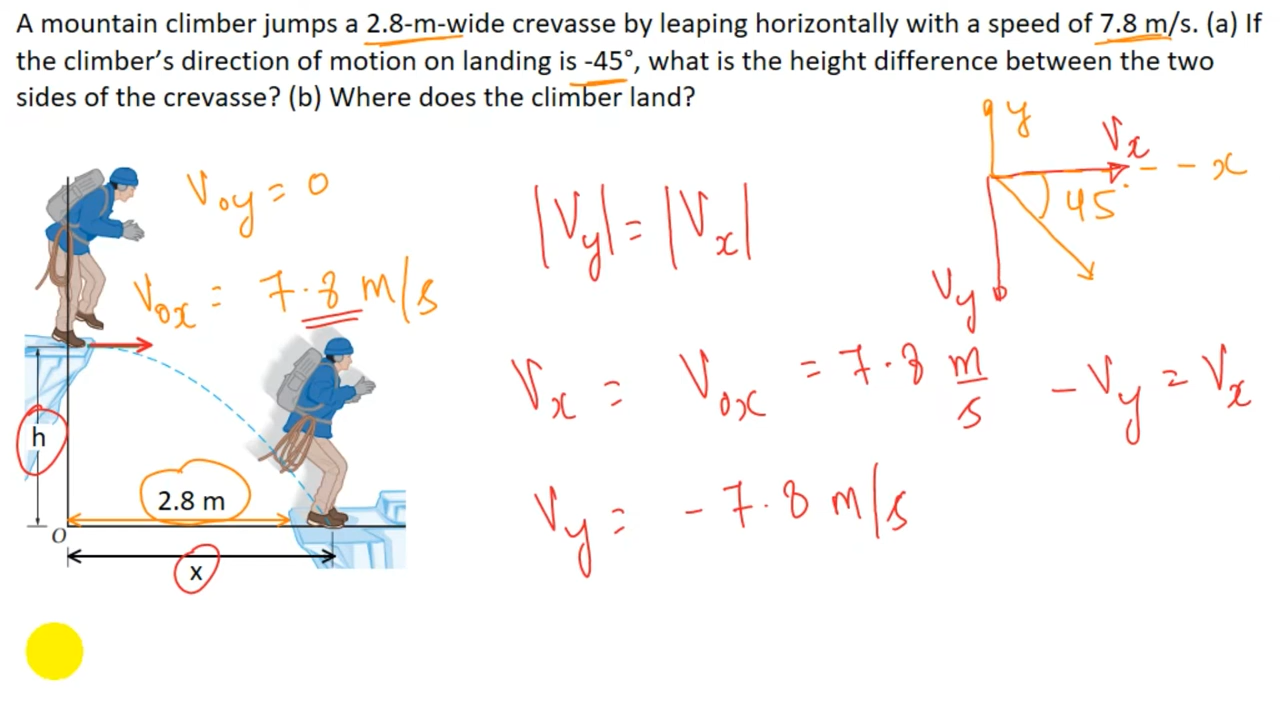 A mountain climber jumps a 2.8-m-wide crevasse by leaping horizontally with a speed of 7.8 m/s. (a) If
the climber's direction of motion on landing is -45°, what is the height difference between the two
sides of the crevasse? (b) Where does the climber land?
y
Vx
x
45°
Vy
Voy = 0
Vox = 7.8 m/s
|Vy| = |Vx|
h
2.8 m
O
x
Vx = Vox = 7.8 m/s
-Vy = Vx
Vy = -7.8 m/s